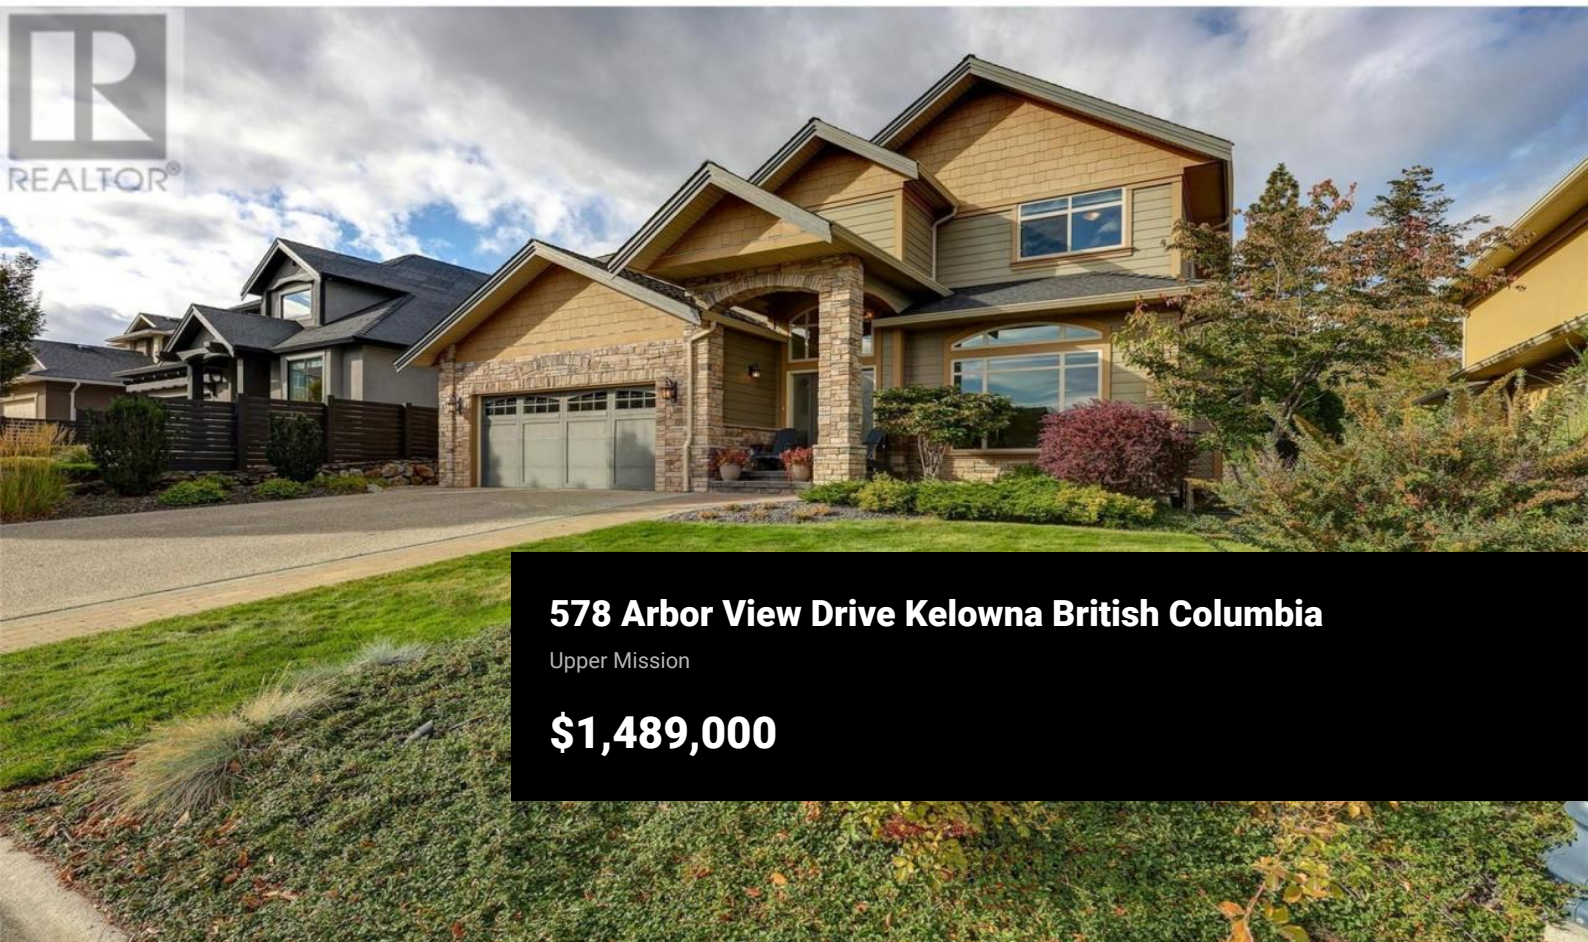 REALTOR®
578 Arbor View Drive Kelowna British Columbia
Upper Mission
$1,489,000